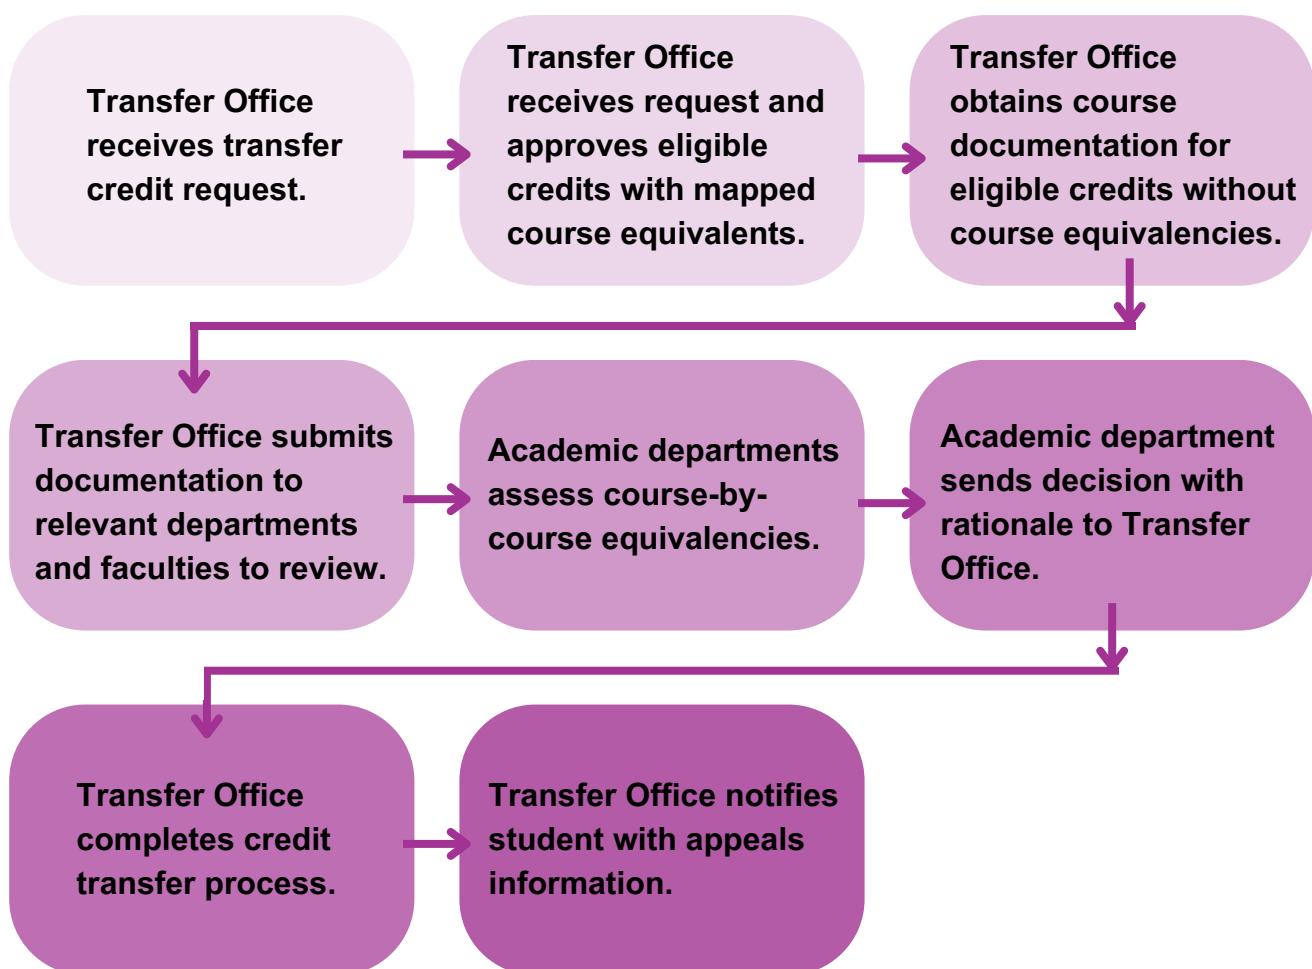 Transfer Office
receives transfer
credit request.
Transfer Office
receives request and
approves eligible
credits with mapped
course equivalents.
Transfer Office
obtains course
documentation for
eligible credits without
course equivalencies.
Transfer Office submits
documentation to
relevant departments
and faculties to review.
Academic departments
assess course-by-
course equivalencies.
Academic department
sends decision with
rationale to Transfer
Office.
Transfer Office
completes credit
transfer process.
Transfer Office notifies
student with appeals
information.